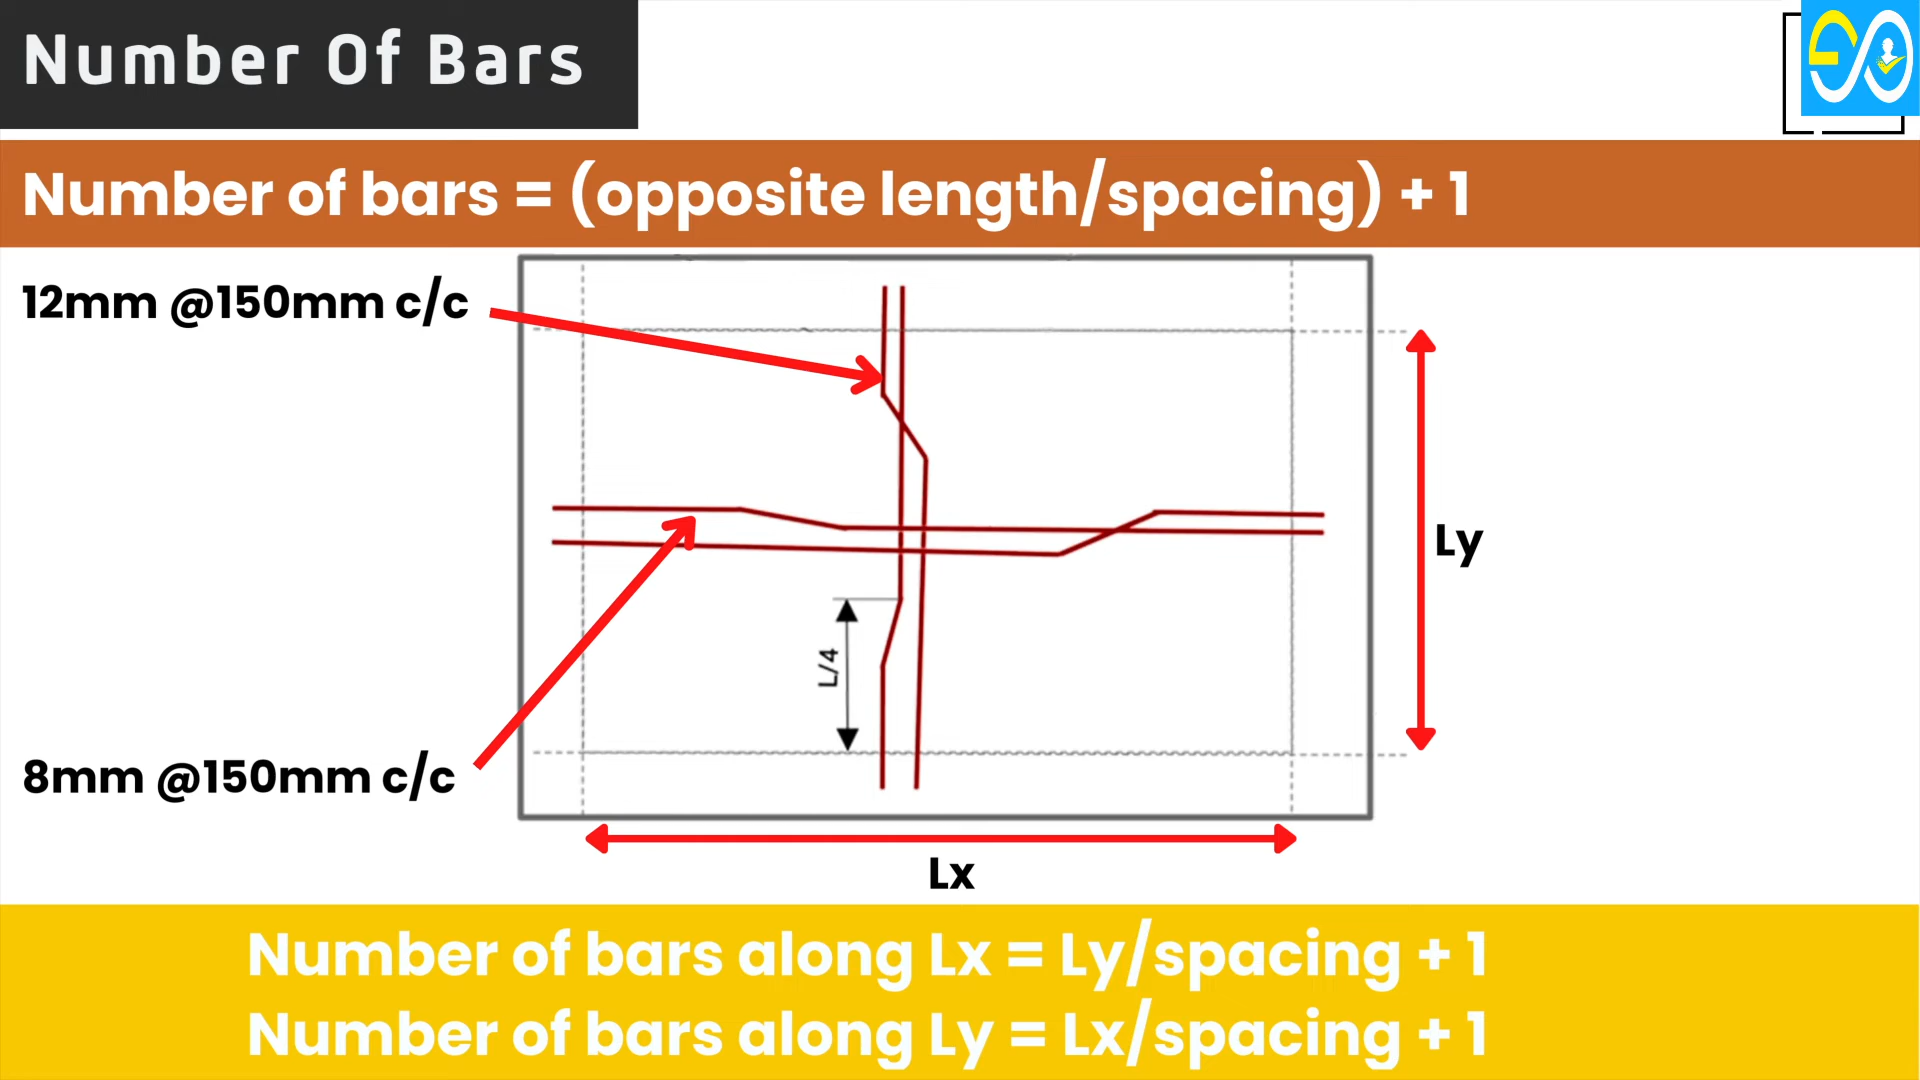 Number Of Bars
Number of bars = (opposite length/spacing) + 1
12mm @150mm c/c
Ly
L/4
8mm @150mm c/c
Lx
Number of bars along Lx = Ly/spacing + 1
Number of bars along Ly = Lx/spacing + 1